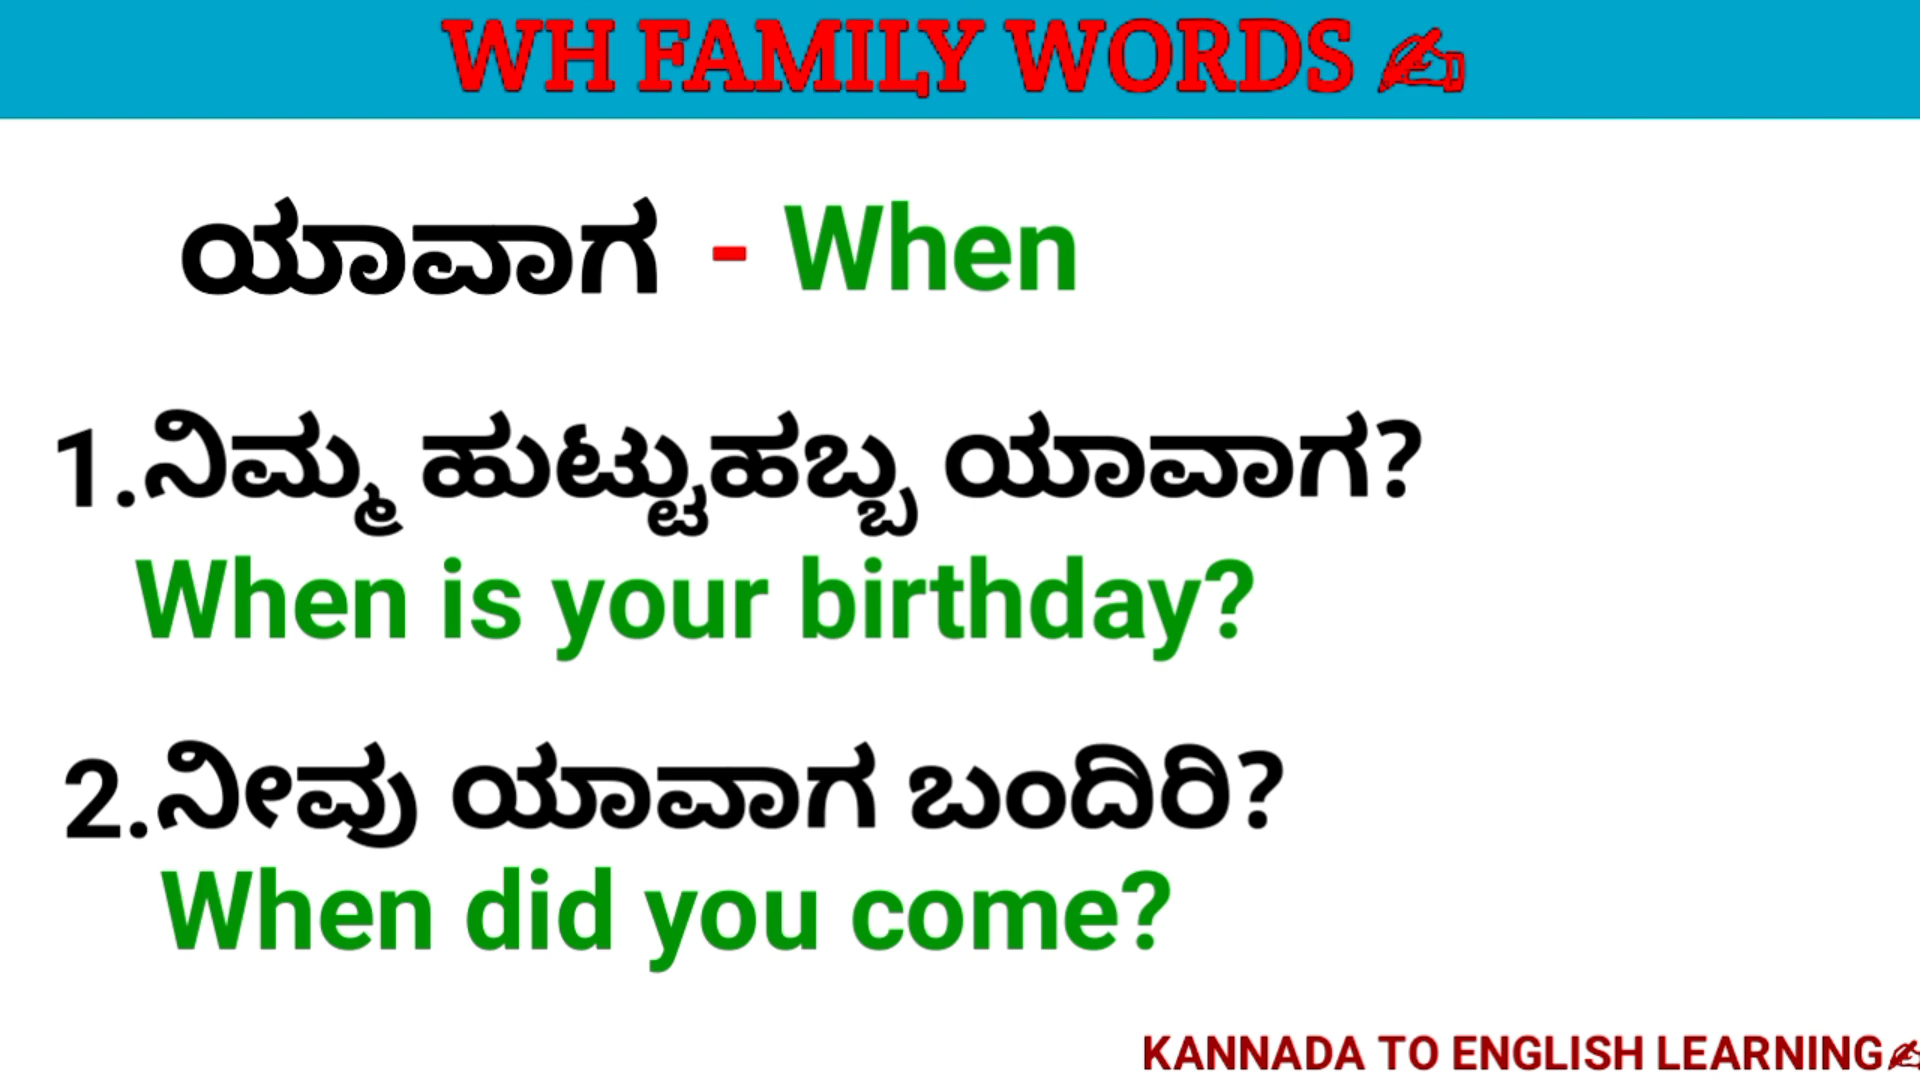 WH FAMILY WORDS ✍
ಯಾವಾಗ - When
1.ನಿಮ್ಮ ಹುಟ್ಟುಹಬ್ಬ ಯಾವಾಗ?
When is your birthday?
2.ನೀವು ಯಾವಾಗ ಬಂದಿರಿ?
When did you come?
KANNADA TO ENGLISH LEARNING✍